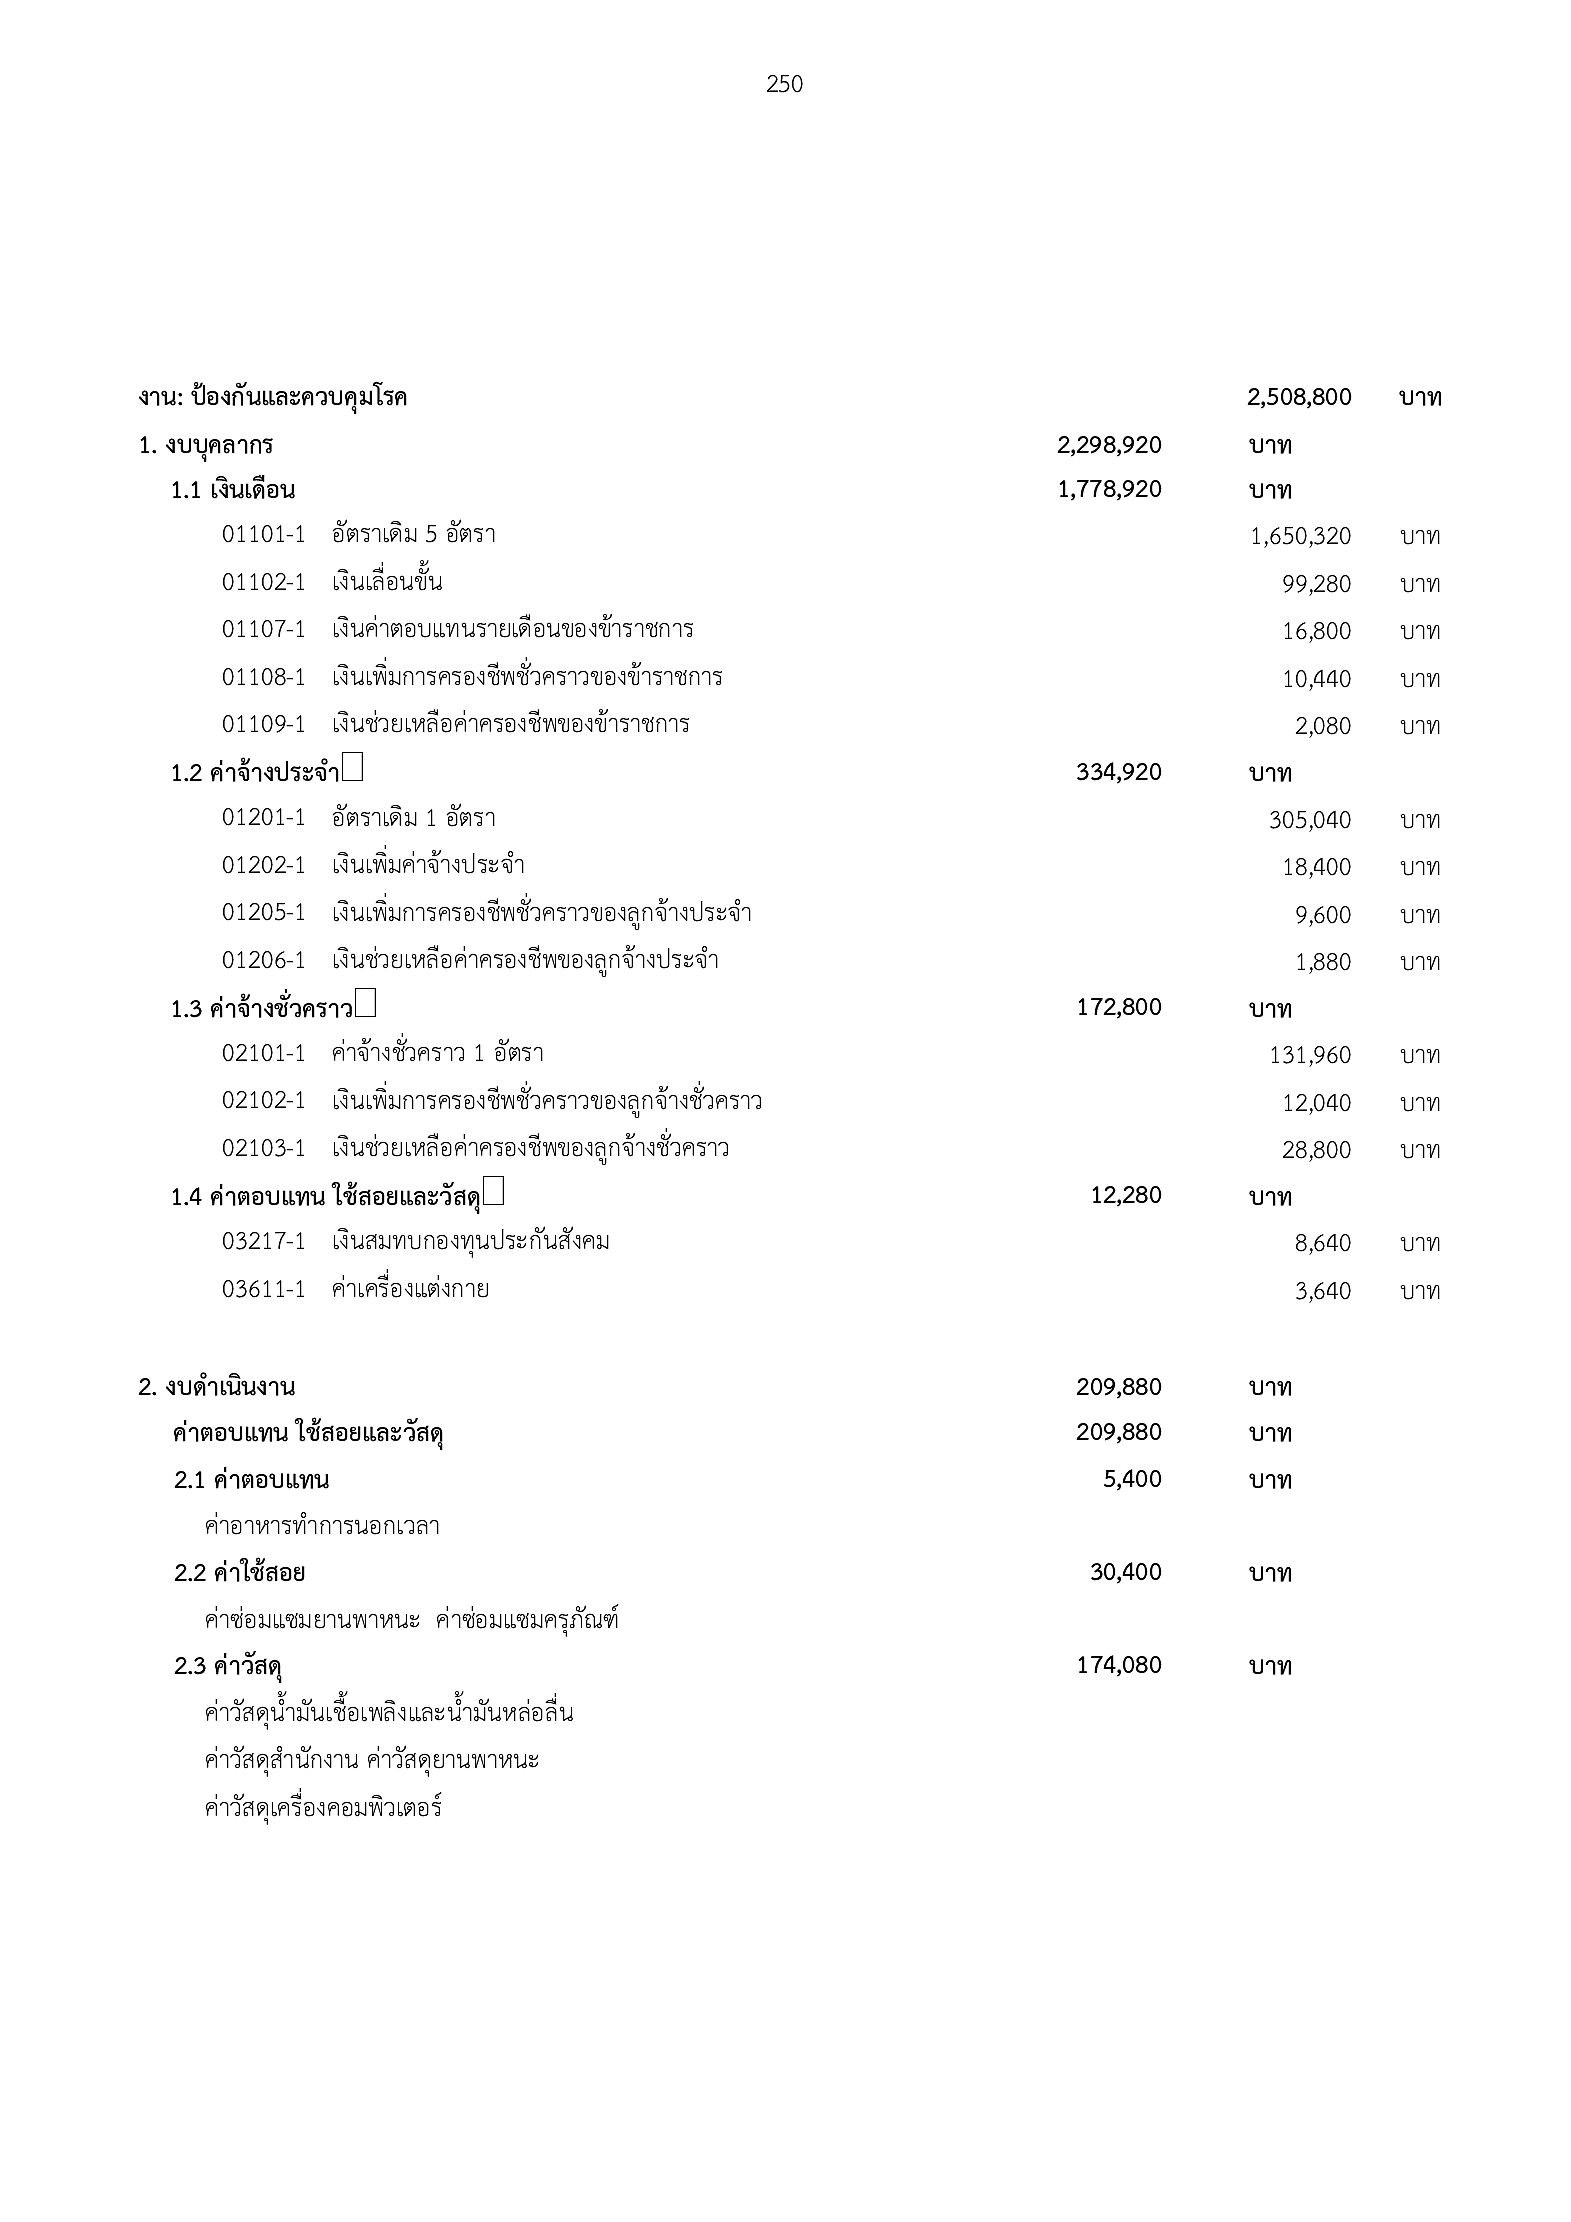 250
งาน: ป้องกันและควบคุมโรค 2,508,800 บาท
1. งบบุคลากร 2,298,920 บาท
1.1 เงินเดือน 1,778,920 บาท
01101-1 อัตราเดิม 5 อัตรา 1,650,320 บาท
01102-1 เงินเลื่อนขั้น 99,280 บาท
01107-1 เงินค่าตอบแทนรายเดือนของข้าราชการ 16,800 บาท
01108-1 เงินเพิ่มการครองชีพชั่วคราวของข้าราชการ 10,440 บาท
01109-1 เงินช่วยเหลือค่าครองชีพของข้าราชการ 2,080 บาท
1.2 ค่าจ้างประจำ 334,920 บาท
01201-1 อัตราเดิม 1 อัตรา 305,040 บาท
01202-1 เงินเพิ่มค่าจ้างประจำ 18,400 บาท
01205-1 เงินเพิ่มการครองชีพชั่วคราวของลูกจ้างประจำ 9,600 บาท
01206-1 เงินช่วยเหลือค่าครองชีพของลูกจ้างประจำ 1,880 บาท
1.3 ค่าจ้างชั่วคราว 172,800 บาท
02101-1 ค่าจ้างชั่วคราว 1 อัตรา 131,960 บาท
02102-1 เงินเพิ่มการครองชีพชั่วคราวของลูกจ้างชั่วคราว 12,040 บาท
02103-1 เงินช่วยเหลือค่าครองชีพของลูกจ้างชั่วคราว 28,800 บาท
1.4 ค่าตอบแทน ใช้สอยและวัสดุ 12,280 บาท
03217-1 เงินสมทบกองทุนประกันสังคม 8,640 บาท
03611-1 ค่าเครื่องแต่งกาย 3,640 บาท
2. งบดำเนินงาน 209,880 บาท
ค่าตอบแทน ใช้สอยและวัสดุ 209,880 บาท
2.1 ค่าตอบแทน 5,400 บาท
ค่าอาหารทำการนอกเวลา
2.2 ค่าใช้สอย 30,400 บาท
ค่าซ่อมแซมยานพาหนะ ค่าซ่อมแซมครุภัณฑ์
2.3 ค่าวัสดุ 174,080 บาท
ค่าวัสดุน้ำมันเชื้อเพลิงและน้ำมันหล่อลื่น
ค่าวัสดุสำนักงาน ค่าวัสดุยานพาหนะ
ค่าวัสดุเครื่องคอมพิวเตอร์